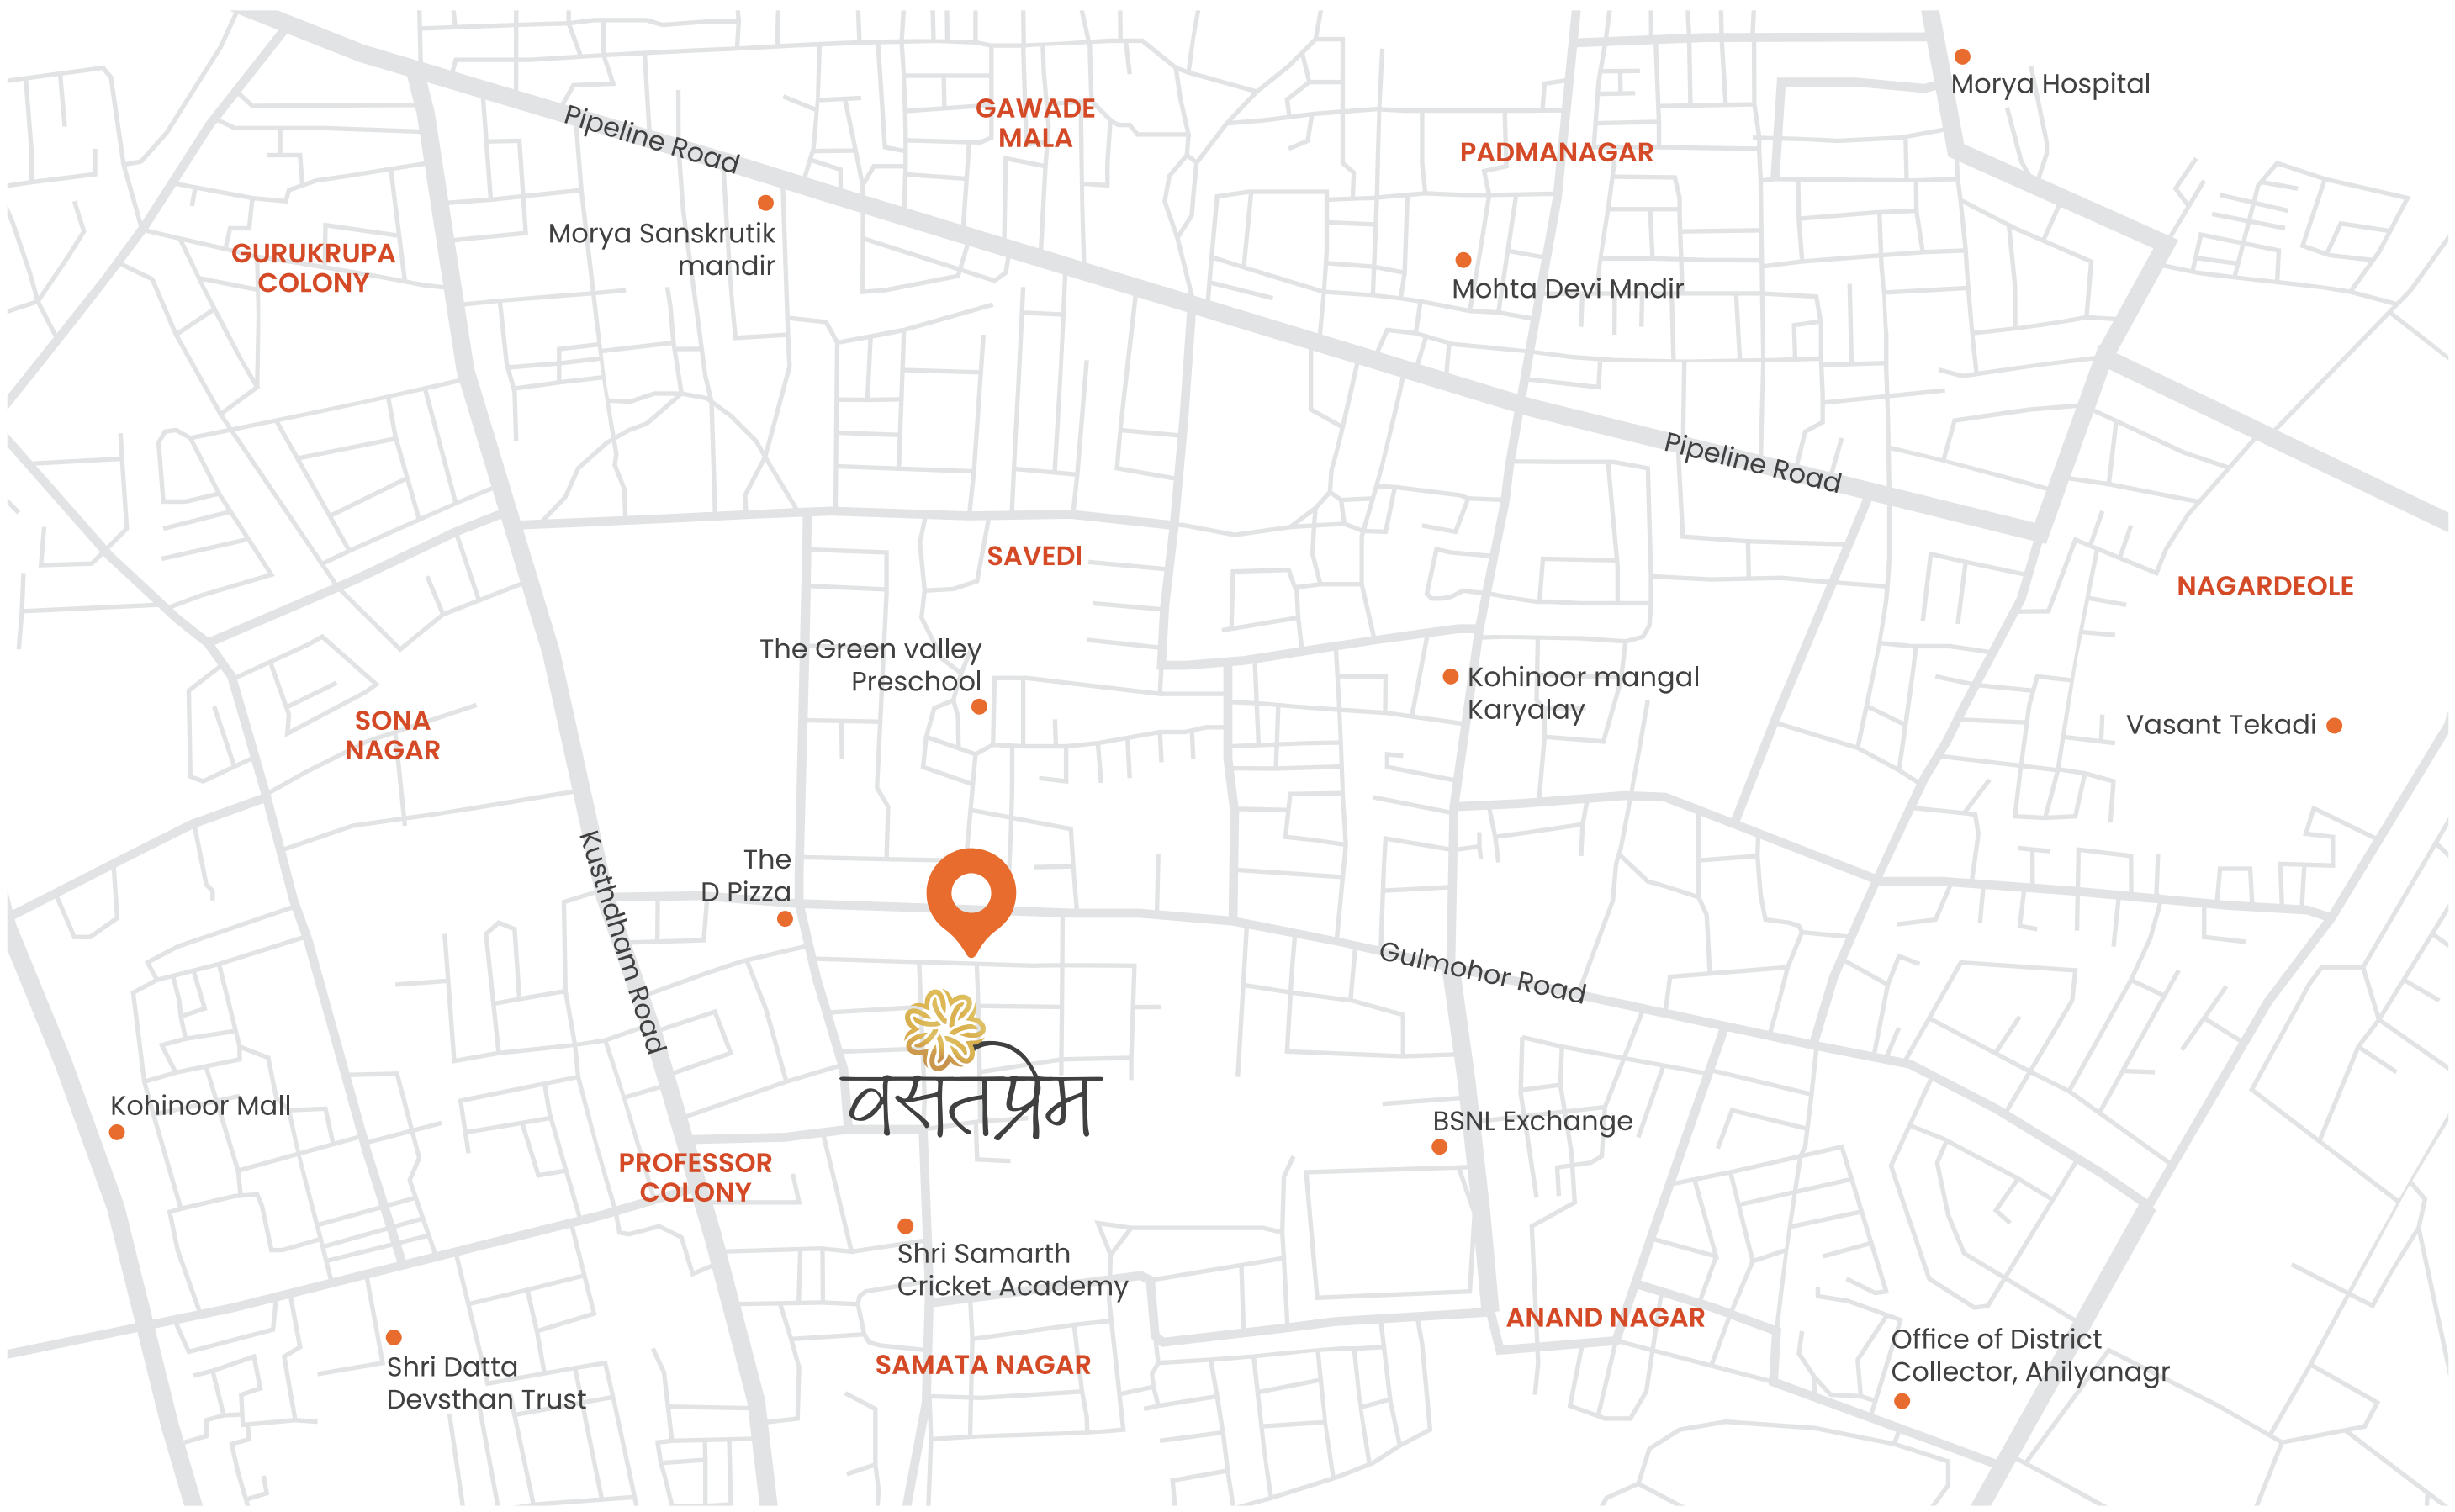 Morya Hospital
GAWADE
MALA
Pipeline Road
PADMANAGAR
Morya Sanskrutik
mandir
GURUKRUPA
COLONY
Mohta Devi Mndir
Pipeline Road
SAVEDI
NAGARDEOLE
The Green valley
Preschool
Kohinoor mangal
Karyalay
SONA
NAGAR
Vasant Tekadi
Kusthdham Road
The
D Pizza
Gulmohor Road
वसतप्रेम
Kohinoor Mall
BSNL Exchange
PROFESSOR
COLONY
Shri Samarth
Cricket Academy
ANAND NAGAR
Office of District
Collector, Ahilyanagr
SAMATA NAGAR
Shri Datta
Devsthan Trust